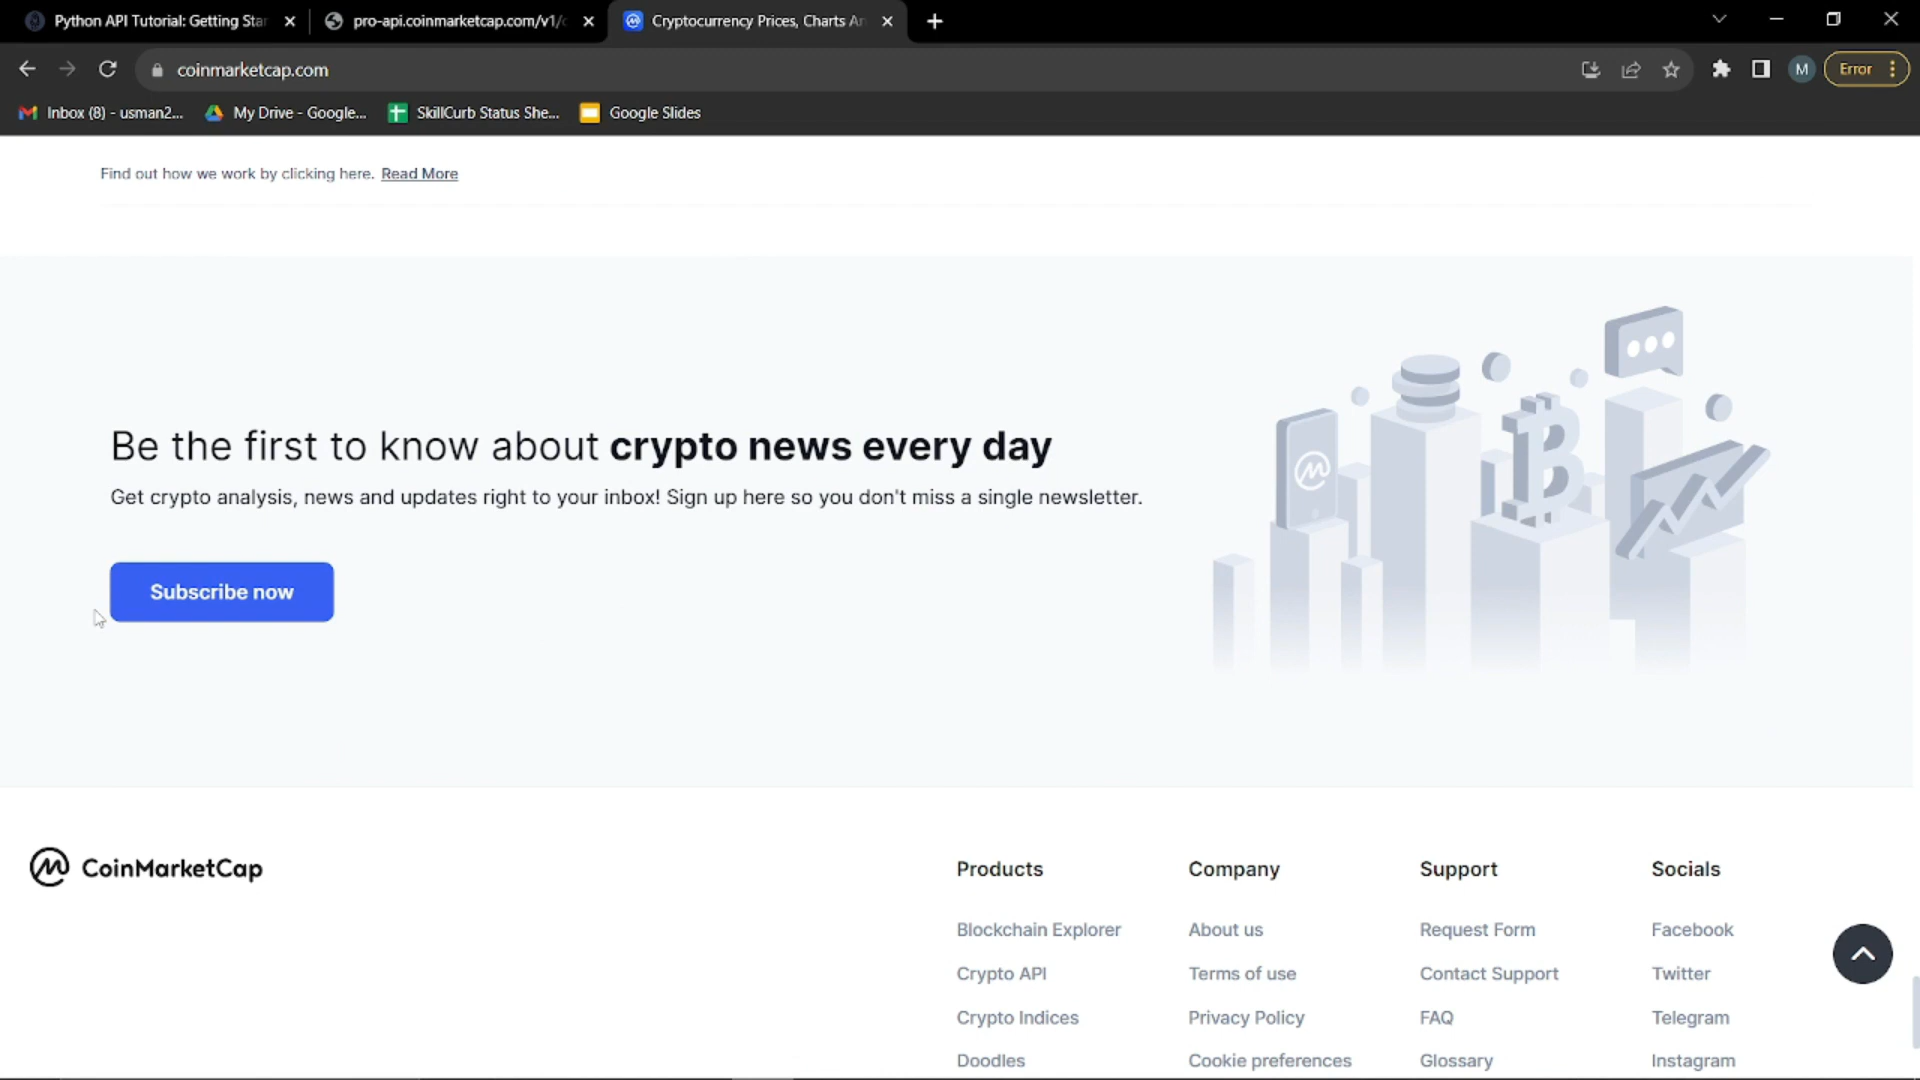 Python API Tutorial: Getting Sta
pro-api.coinmarketcap.com/v1/c
Cryptocurrency Prices, Charts An
coinmarketcap.com
M
Error
Inbox (8) - usman2...
My Drive - Google...
SkillCurb Status She...
Google Slides
Find out how we work by clicking here. Read More
Be the first to know about crypto news every day
Get crypto analysis, news and updates right to your inbox! Sign up here so you don't miss a single newsletter.
Subscribe now
CoinMarketCap
Products
Company
Support
Socials
Blockchain Explorer
About us
Request Form
Facebook
Crypto API
Terms of use
Contact Support
Twitter
Crypto Indices
Privacy Policy
FAQ
Telegram
Doodles
Cookie preferences
Glossary
Instagram